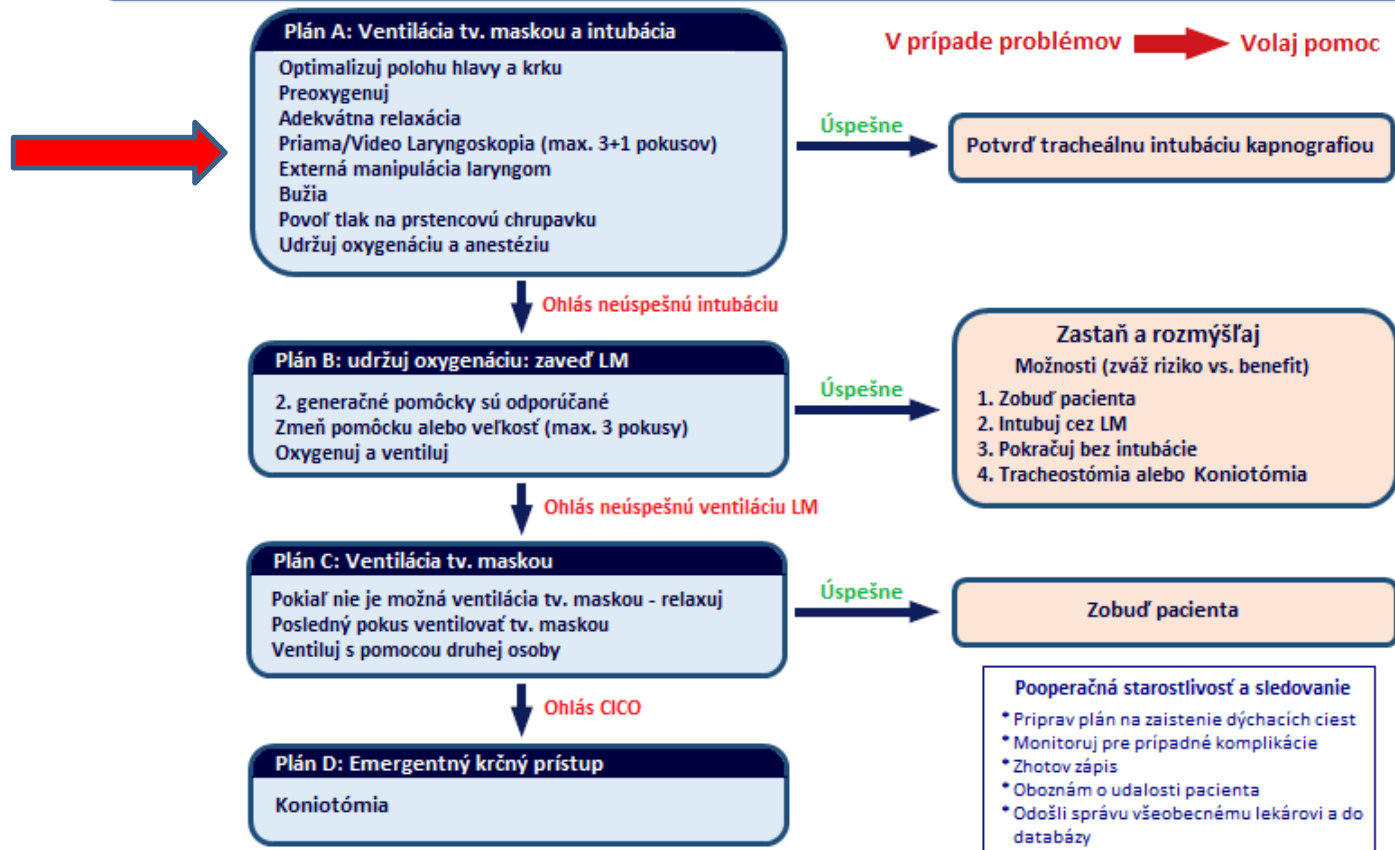 Plán A: Ventilácia tv. maskou a intubácia
Optimalizuj polohu hlavy a krku
Preoxygenuj
Adekvátna relaxácia
Priama/Video Laryngoskopia (max. 3+1 pokusov)
Externá manipulácia laryngom
Bužia
Povoľ tlak na prstencovú chrupavku
Udržuj oxygenáciu a anestéziu
V prípade problémov
Volaj pomoc
Úspešne
Potvrď tracheálnu intubáciu kapnografiou
Ohlás neúspešnú intubáciu
Plán B: udržuj oxygenáciu: zaveď LM
2. generačné pomôcky sú odporúčané
Zmeň pomôcku alebo veľkosť (max. 3 pokusy)
Oxygenuj a ventiluj
Úspešne
Zastaň a rozmýšľaj
Možnosti (zváž riziko vs. benefit)
1. Zobuď pacienta
2. Intubuj cez LM
3. Pokračuj bez intubácie
4. Tracheostómia alebo Koniotómia
Ohlás neúspešnú ventiláciu LM
Plán C: Ventilácia tv. maskou
Pokiaľ nie je možná ventilácia tv. maskou - relaxuj
Posledný pokus ventilovať tv. maskou
Ventiluj s pomocou druhej osoby
Úspešne
Zobuď pacienta
Ohlás CICO
Plán D: Emergentný krčný prístup
Koniotómia
Pooperačná starostlivosť a sledovanie
* Priprav plán na zaistenie dýchacích ciest
* Monitoruj pre prípadné komplikácie
* Zhotov zápis
* Oboznám o udalosti pacienta
* Odošli správu všeobecnému lekárovi a do
databázy